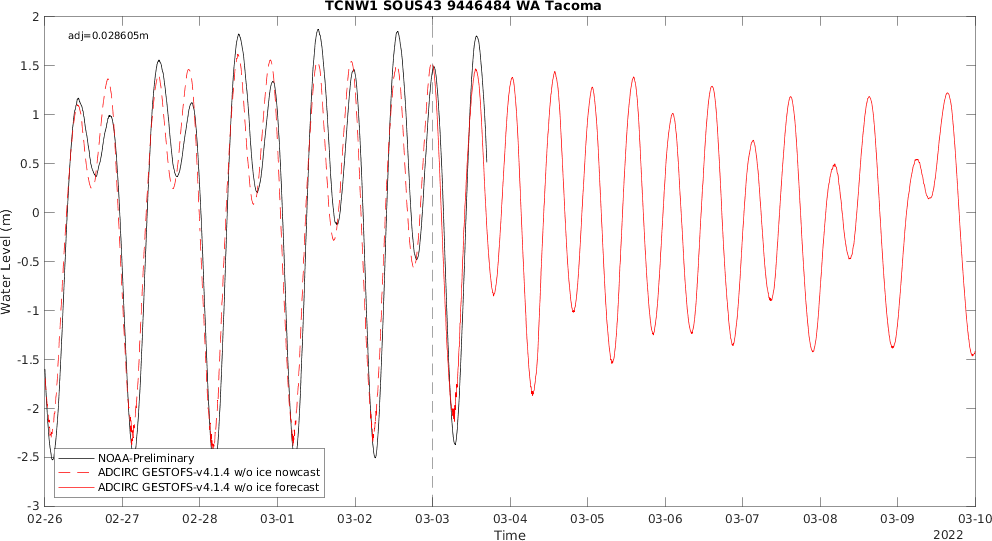 TCNW1 SOUS43 9446484 WA Tacoma
adj=0.028605m
2
1.5
1
0.5
0
-0.5
-1
-1.5
-2
-2.5
-3
Water Level (m)
NOAA-Preliminary
ADCIRC GESTOFS-v4.1.4 w/o ice nowcast
ADCIRC GESTOFS-v4.1.4 w/o ice forecast
02-26 02-27 02-28 03-01 03-02 03-03 03-04 03-05 03-06 03-07 03-08 03-09 03-10
Time
2022